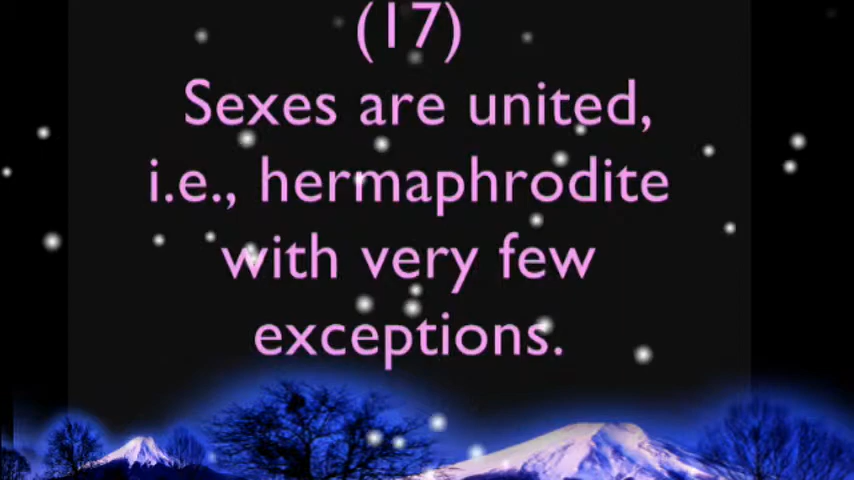 (17)
Sexes are united,
i.e., hermaphrodite
with very few
exceptions.